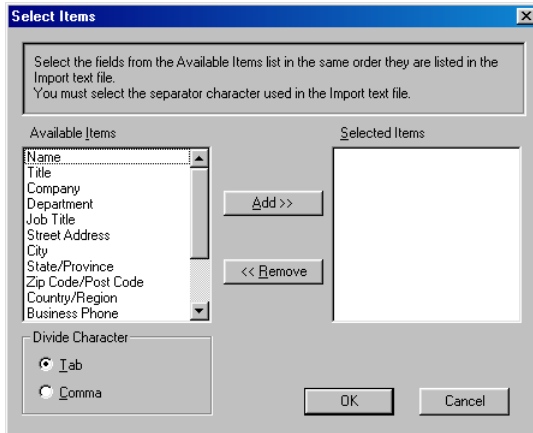 Select Items
Select the fields from the Available Items list in the same order they are listed in the
Import text file.
You must select the separator character used in the Import text file.
Available Items
Selected Items
Name
Title
Company
Department
Job Title
Street Address
City
State/Province
Zip Code/Post Code
Country/Region
Business Phone
Add >>
<< Remove
Divide Character
Tab
Comma
OK
Cancel